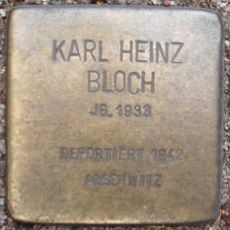 KARL HEINZ
BLOCH
JG. 1933
DEPORTIERT 1942
AUSCHWITZ